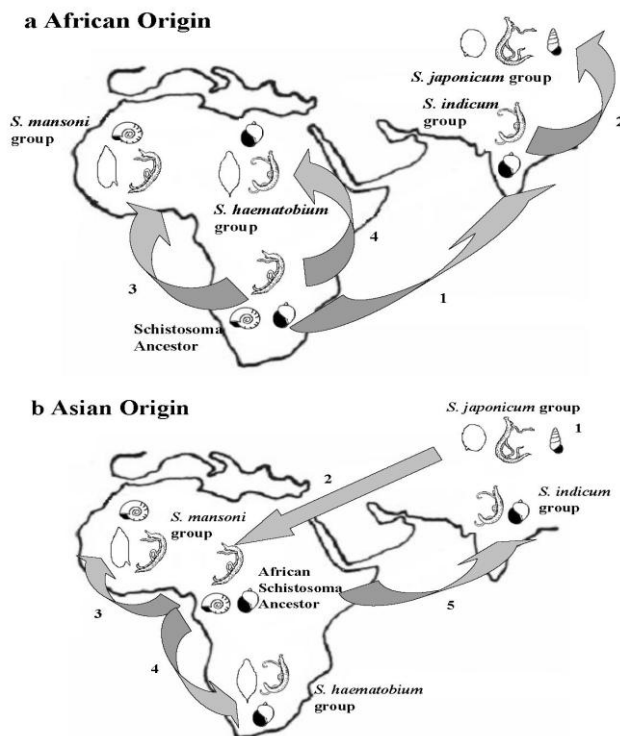 a African Origin
S. japonicum group
S. mansoni
group
S. indicum
group
2
S. haematobium
group
4
3
1
Schistosoma
Ancestor
b Asian Origin
S. japonicum group
1
2
S. indicum
group
S. mansoni
group
African
Schistosoma
Ancestor
3
5
4
S. haematobium
group